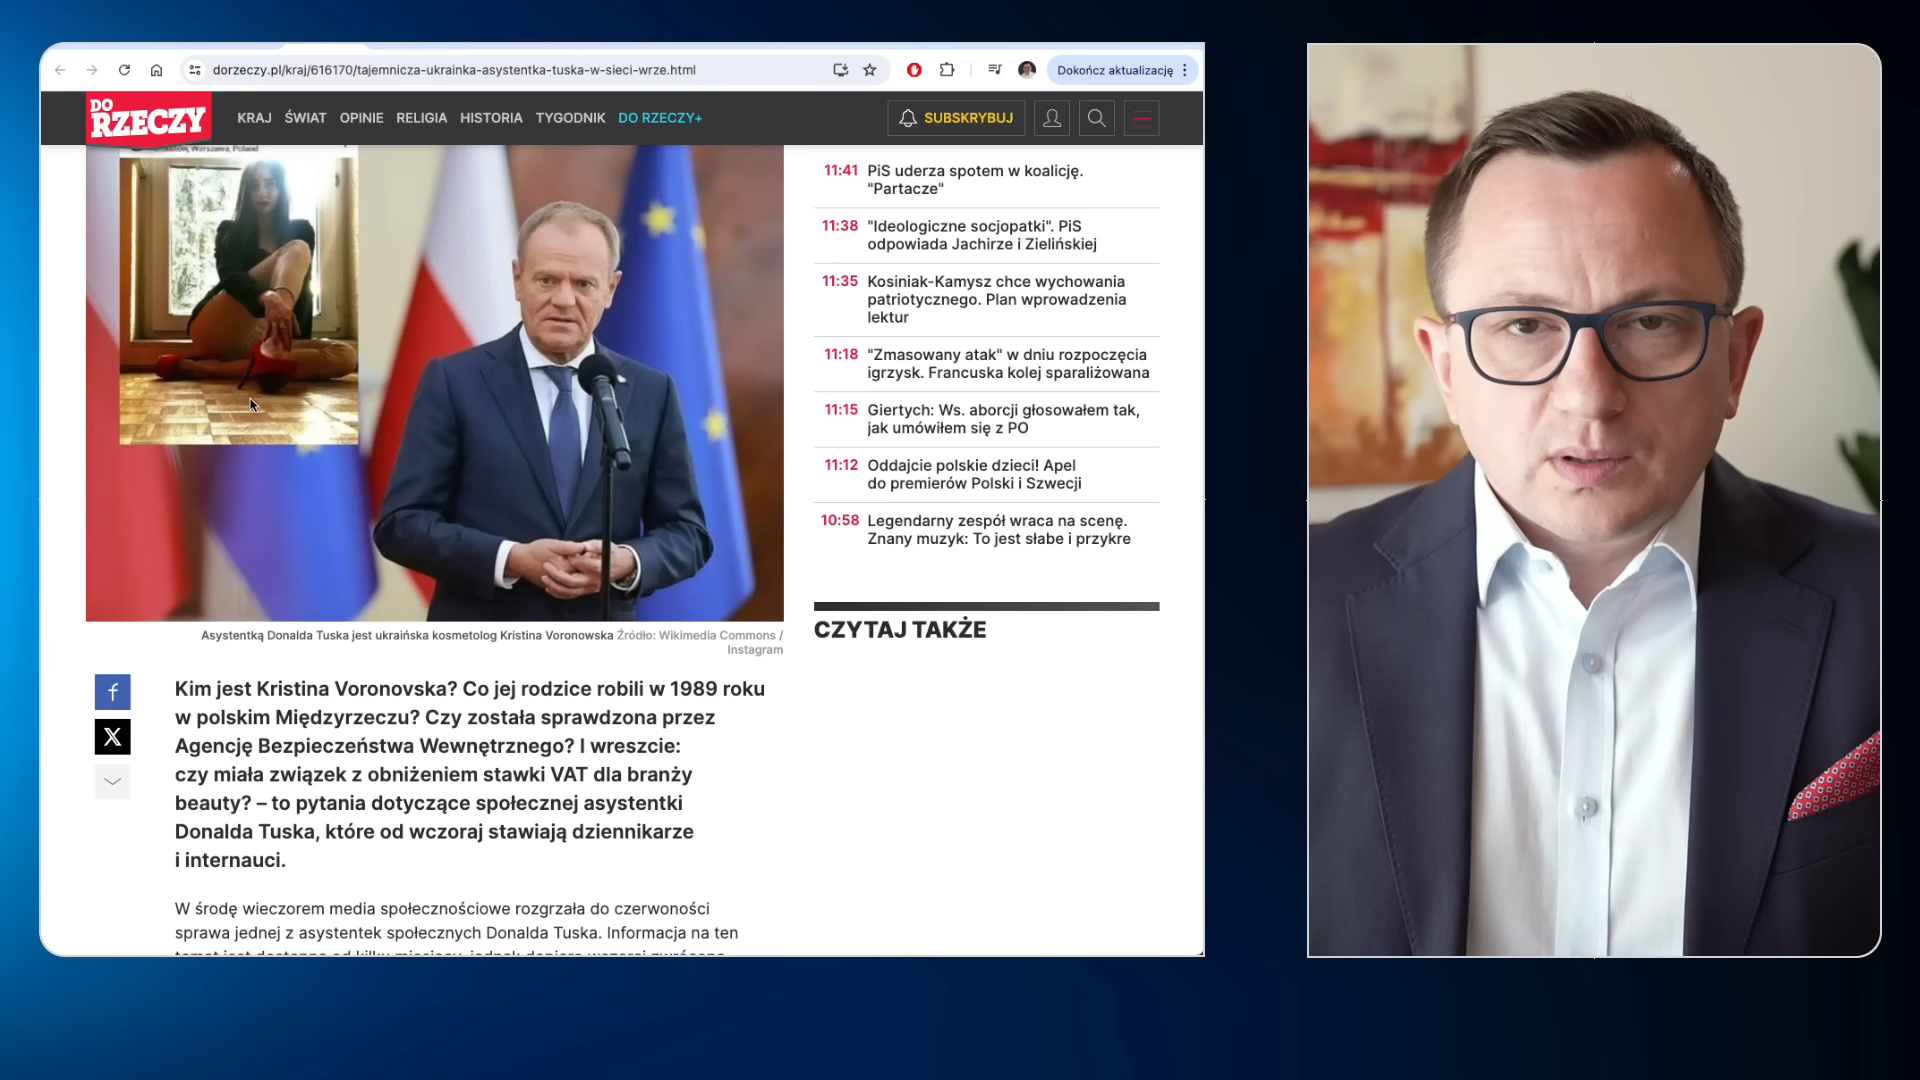 dorzeczy.pl/kraj/616170/tajemnicza-ukrainka-asystentka-tuska-w-sieci-wrze.html
Dokończ aktualizację
DO RZECZY
KRAJ ŚWIAT OPINIE RELIGIA HISTORIA TYGODNIK DO RZECZY+
SUBSKRYBUJ
Warszawa, Poland
11:41 PiS uderza spotem w koalicję.
"Partacze"
11:38 "Ideologiczne socjopatki". PiS
odpowiada Jachirze i Zielińskiej
11:35 Kosiniak-Kamysz chce wychowania
patriotycznego. Plan wprowadzenia
lektur
11:18 "Zmasowany atak" w dniu rozpoczęcia
igrzysk. Francuska kolej sparaliżowana
11:15 Giertych: Ws. aborcji głosowałem tak,
jak umówiłem się z PO
11:12 Oddajcie polskie dzieci! Apel
do premierów Polski i Szwecji
10:58 Legendarny zespół wraca na scenę.
Znany muzyk: To jest słabe i przykre
CZYTAJ TAKŻE
Asystentką Donalda Tuska jest ukraińska kosmetolog Kristina Voronowska Źródło: Wikimedia Commons /
Instagram
Kim jest Kristina Voronovska? Co jej rodzice robili w 1989 roku
w polskim Międzyrzeczu? Czy została sprawdzona przez
Agencję Bezpieczeństwa Wewnętrznego? I wreszcie:
czy miała związek z obniżeniem stawki VAT dla branży
beauty? – to pytania dotyczące społecznej asystentki
Donalda Tuska, które od wczoraj stawiają dziennikarze
i internauci.
W środę wieczorem media społecznościowe rozgrzała do czerwoności
sprawa jednej z asystentek społecznych Donalda Tuska. Informacja na ten